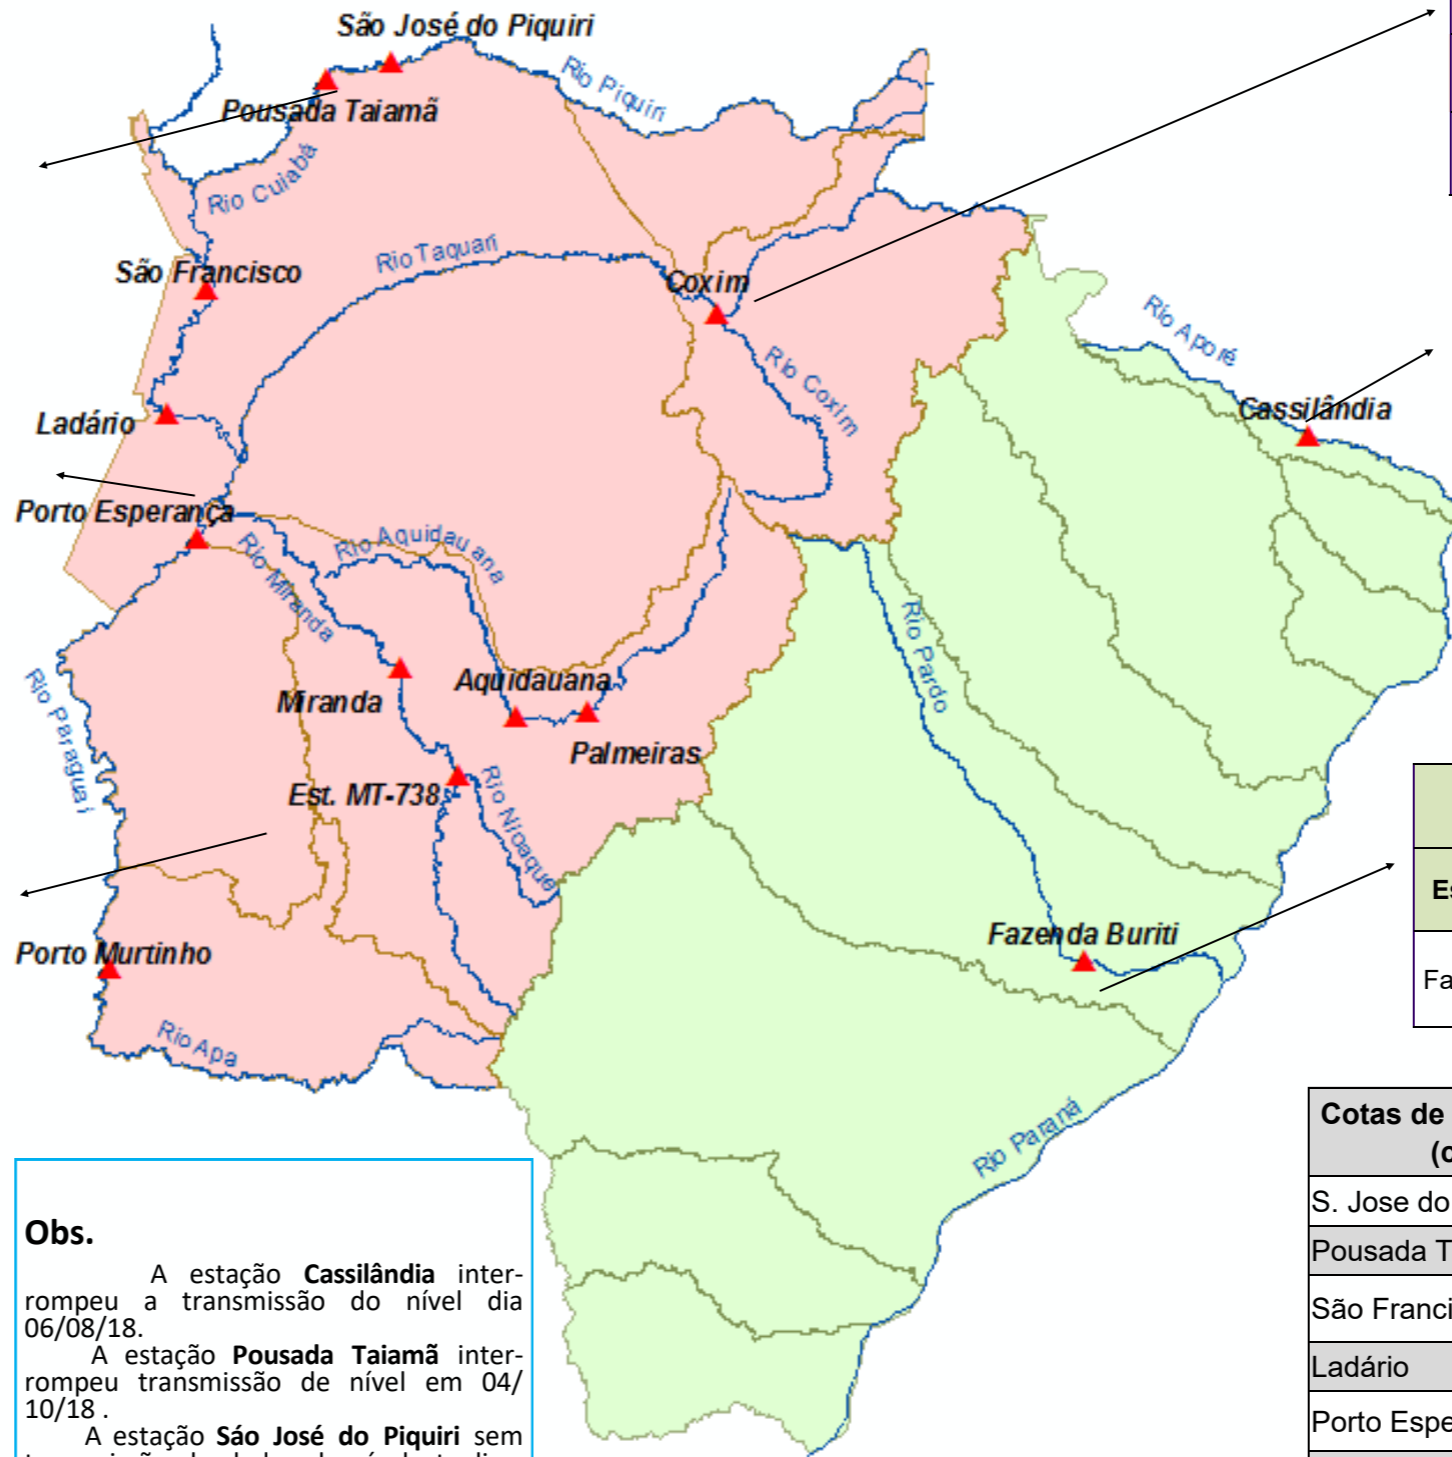 São José do Piquiri
Rio Piquiri
Pousada Taiamã
Rio Cuiabá
Rio Taquari
São Francisco
Coxim
Rio Coxim
Rio Aporé
Cassilândia
Ladário
Porto Esperança
Rio Aquidauana
Rio Miranda
Rio Pardo
Rio Paraguai
Miranda
Aquidauana
Palmeiras
Est. MT-738
Rio Nioaque
Porto Murtinho
Fazenda Buriti
Rio Apa
Rio Paraná
Es
Fa
Cotas de
(c
S. Jose do
Pousada T
São Franci
Ladário
Porto Espe
Obs.
A estação Cassilândia inter-
rompeu a transmissão do nível dia
06/08/18.
A estação Pousada Taiamã inter-
rompeu transmissão de nível em 04/
10/18 .
A estação Sáo José do Piquiri sem